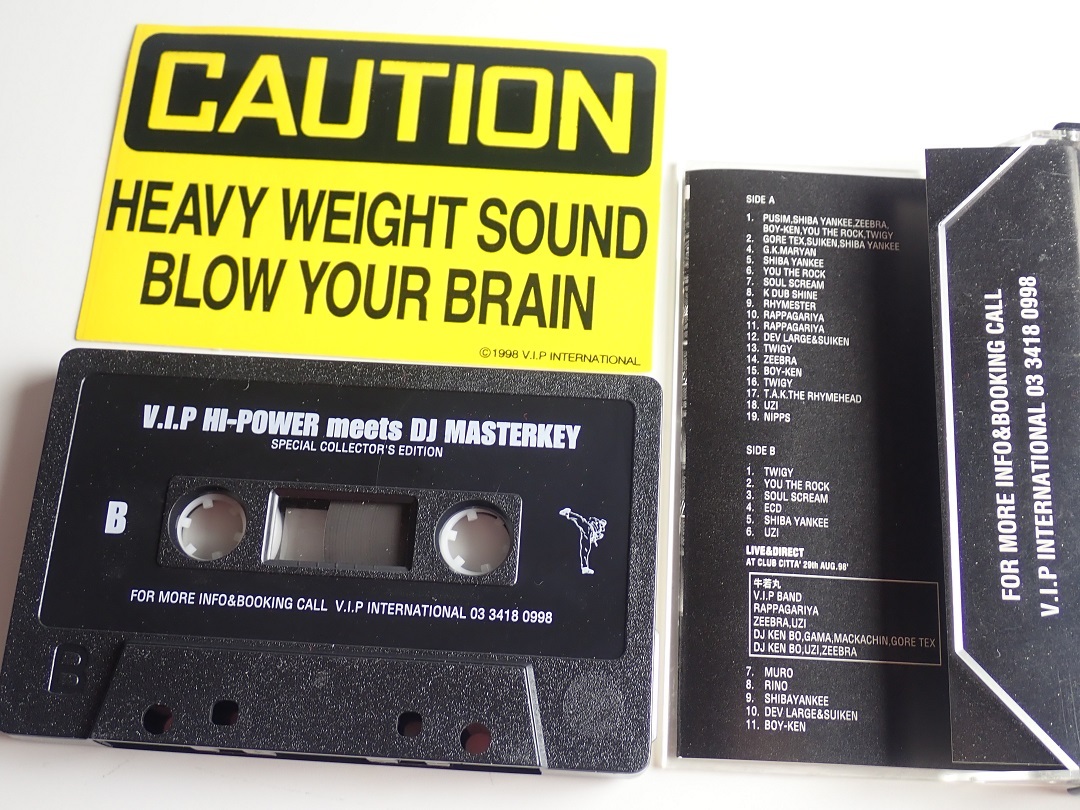 CAUTION
HEAVY WEIGHT SOUND
BLOW YOUR BRAIN
©1998 V.I.P INTERNATIONAL
V.I.P HI-POWER meets DJ MASTERKEY
SPECIAL COLLECTOR'S EDITION
B
FOR MORE INFO&BOOKING CALL V.I.P INTERNATIONAL 03 3418 0998
B
SIDE A
1. PUSIM,SHIBA YANKEE,ZEEBRA,
BOY-KEN,YOU THE ROCK,TWIGY
2. GORE TEX,SUIKEN,SHIBA YANKEE
4. G.K.MARYAN
5. SHIBA YANKEE
6. YOU THE ROCK
7. SOUL SCREAM
8. K DUB SHINE
9. RHYMESTER
10. RAPPAGARIYA
11. RAPPAGARIYA
12. DEV LARGE&SUIKEN
13. TWIGY
14. ZEEBRA
15. BOY-KEN
16. TWIGY
17. T.A.K.THE RHYMEHEAD
18. UZI
19. NIPPS
SIDE B
1. TWIGY
2. YOU THE ROCK
3. SOUL SCREAM
4. ECD
5. SHIBA YANKEE
6. UZI
LIVE&DIRECT
AT CLUB CITTA' 29th AUG.98'
牛若丸
V.I.P BAND
RAPPAGARIYA
ZEEBRA,UZI
DJ KEN BO,GAMA,MACKACHIN,GORE TEX
DJ KEN BO,UZI,ZEEBRA
7. MURO
8. RINO
9. SHIBAYANKEE
10. DEV LARGE&SUIKEN
11. BOY-KEN
FOR MORE INFO&BOOKING CALL
V.I.P INTERNATIONAL 03 3418 0998